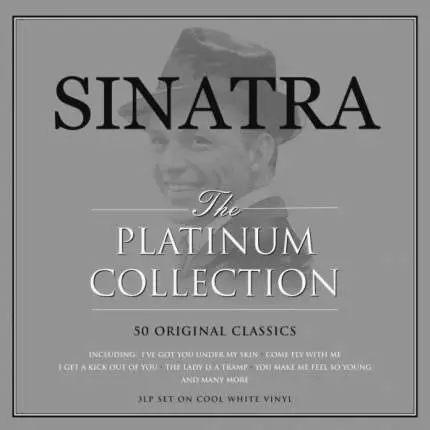 SINATRA
The
PLATINUM
COLLECTION
50 ORIGINAL CLASSICS
INCLUDING: I'VE GOT YOU UNDER MY SKIN · COME FLY WITH ME
I GET A KICK OUT OF YOU · THE LADY IS A TRAMP · YOU MAKE ME FEEL SO YOUNG
AND MANY MORE
3LP SET ON COOL WHITE VINYL